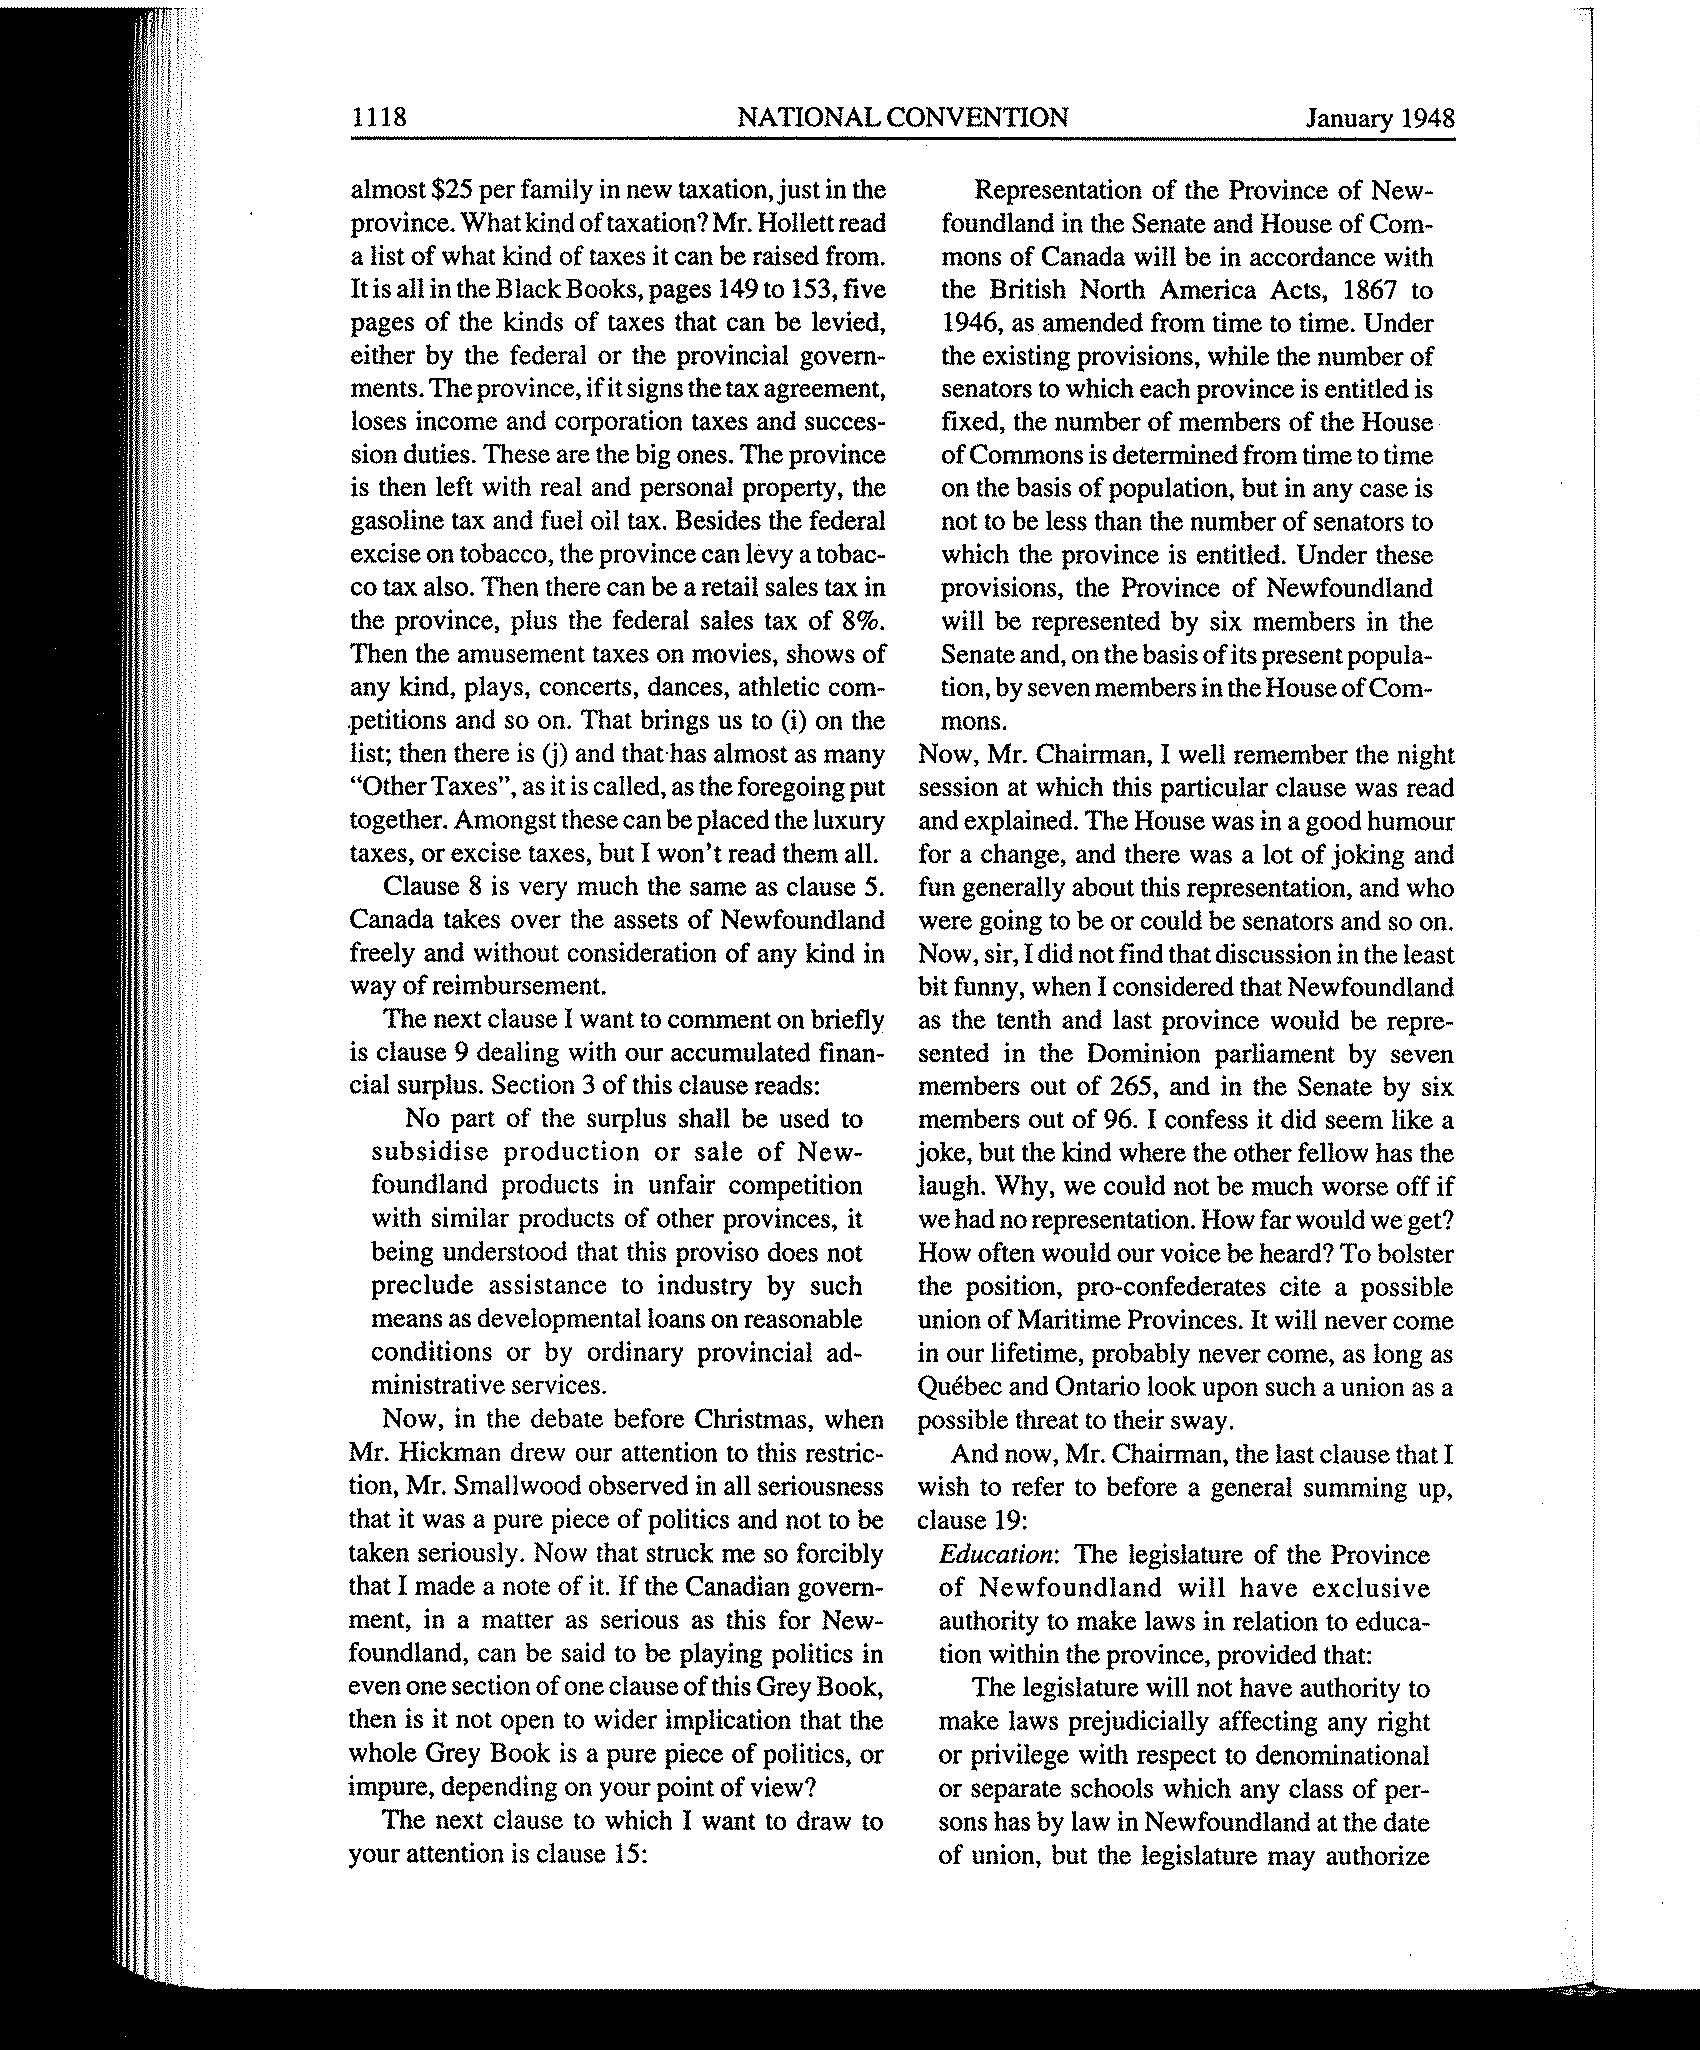 1118 NATIONAL CONVENTION January 1948
almost $25 per family in new taxation, just in the
province. What kind of taxation? Mr. Hollett read
a list of what kind of taxes it can be raised from.
It is all in the Black Books, pages 149 to 153, five
pages of the kinds of taxes that can be levied,
either by the federal or the provincial govern-
ments. The province, if it signs the tax agreement,
loses income and corporation taxes and succes-
sion duties. These are the big ones. The province
is then left with real and personal property, the
gasoline tax and fuel oil tax. Besides the federal
excise on tobacco, the province can levy a tobac-
co tax also. Then there can be a retail sales tax in
the province, plus the federal sales tax of 8%.
Then the amusement taxes on movies, shows of
any kind, plays, concerts, dances, athletic com-
petitions and so on. That brings us to (i) on the
list; then there is (j) and that has almost as many
“Other Taxes”, as it is called, as the foregoing put
together. Amongst these can be placed the luxury
taxes, or excise taxes, but I won't read them all.
Clause 8 is very much the same as clause 5.
Canada takes over the assets of Newfoundland
freely and without consideration of any kind in
way of reimbursement.
The next clause I want to comment on briefly
is clause 9 dealing with our accumulated finan-
cial surplus. Section 3 of this clause reads:
No part of the surplus shall be used to
subsidise production or sale of New-
foundland products in unfair competition
with similar products of other provinces, it
being understood that this proviso does not
preclude assistance to industry by such
means as developmental loans on reasonable
conditions or by ordinary provincial ad-
ministrative services.
Now, in the debate before Christmas, when
Mr. Hickman drew our attention to this restric-
tion, Mr. Smallwood observed in all seriousness
that it was a pure piece of politics and not to be
taken seriously. Now that struck me so forcibly
that I made a note of it. If the Canadian govern-
ment, in a matter as serious as this for New-
foundland, can be said to be playing politics in
even one section of one clause of this Grey Book,
then is it not open to wider implication that the
whole Grey Book is a pure piece of politics, or
impure, depending on your point of view?
The next clause to which I want to draw to
your attention is clause 15:
Representation of the Province of New-
foundland in the Senate and House of Com-
mons of Canada will be in accordance with
the British North America Acts, 1867 to
1946, as amended from time to time. Under
the existing provisions, while the number of
senators to which each province is entitled is
fixed, the number of members of the House
of Commons is determined from time to time
on the basis of population, but in any case is
not to be less than the number of senators to
which the province is entitled. Under these
provisions, the Province of Newfoundland
will be represented by six members in the
Senate and, on the basis of its present popula-
tion, by seven members in the House of Com-
mons.
Now, Mr. Chairman, I well remember the night
session at which this particular clause was read
and explained. The House was in a good humour
for a change, and there was a lot of joking and
fun generally about this representation, and who
were going to be or could be senators and so on.
Now, sir, I did not find that discussion in the least
bit funny, when I considered that Newfoundland
as the tenth and last province would be repre-
sented in the Dominion parliament by seven
members out of 265, and in the Senate by six
members out of 96. I confess it did seem like a
joke, but the kind where the other fellow has the
laugh. Why, we could not be much worse off if
we had no representation. How far would we get?
How often would our voice be heard? To bolster
the position, pro-confederates cite a possible
union of Maritime Provinces. It will never come
in our lifetime, probably never come, as long as
Québec and Ontario look upon such a union as a
possible threat to their sway.
And now, Mr. Chairman, the last clause that I
wish to refer to before a general summing up,
clause 19:
Education: The legislature of the Province
of Newfoundland will have exclusive
authority to make laws in relation to educa-
tion within the province, provided that:
The legislature will not have authority to
make laws prejudicially affecting any right
or privilege with respect to denominational
or separate schools which any class of per-
sons has by law in Newfoundland at the date
of union, but the legislature may authorize